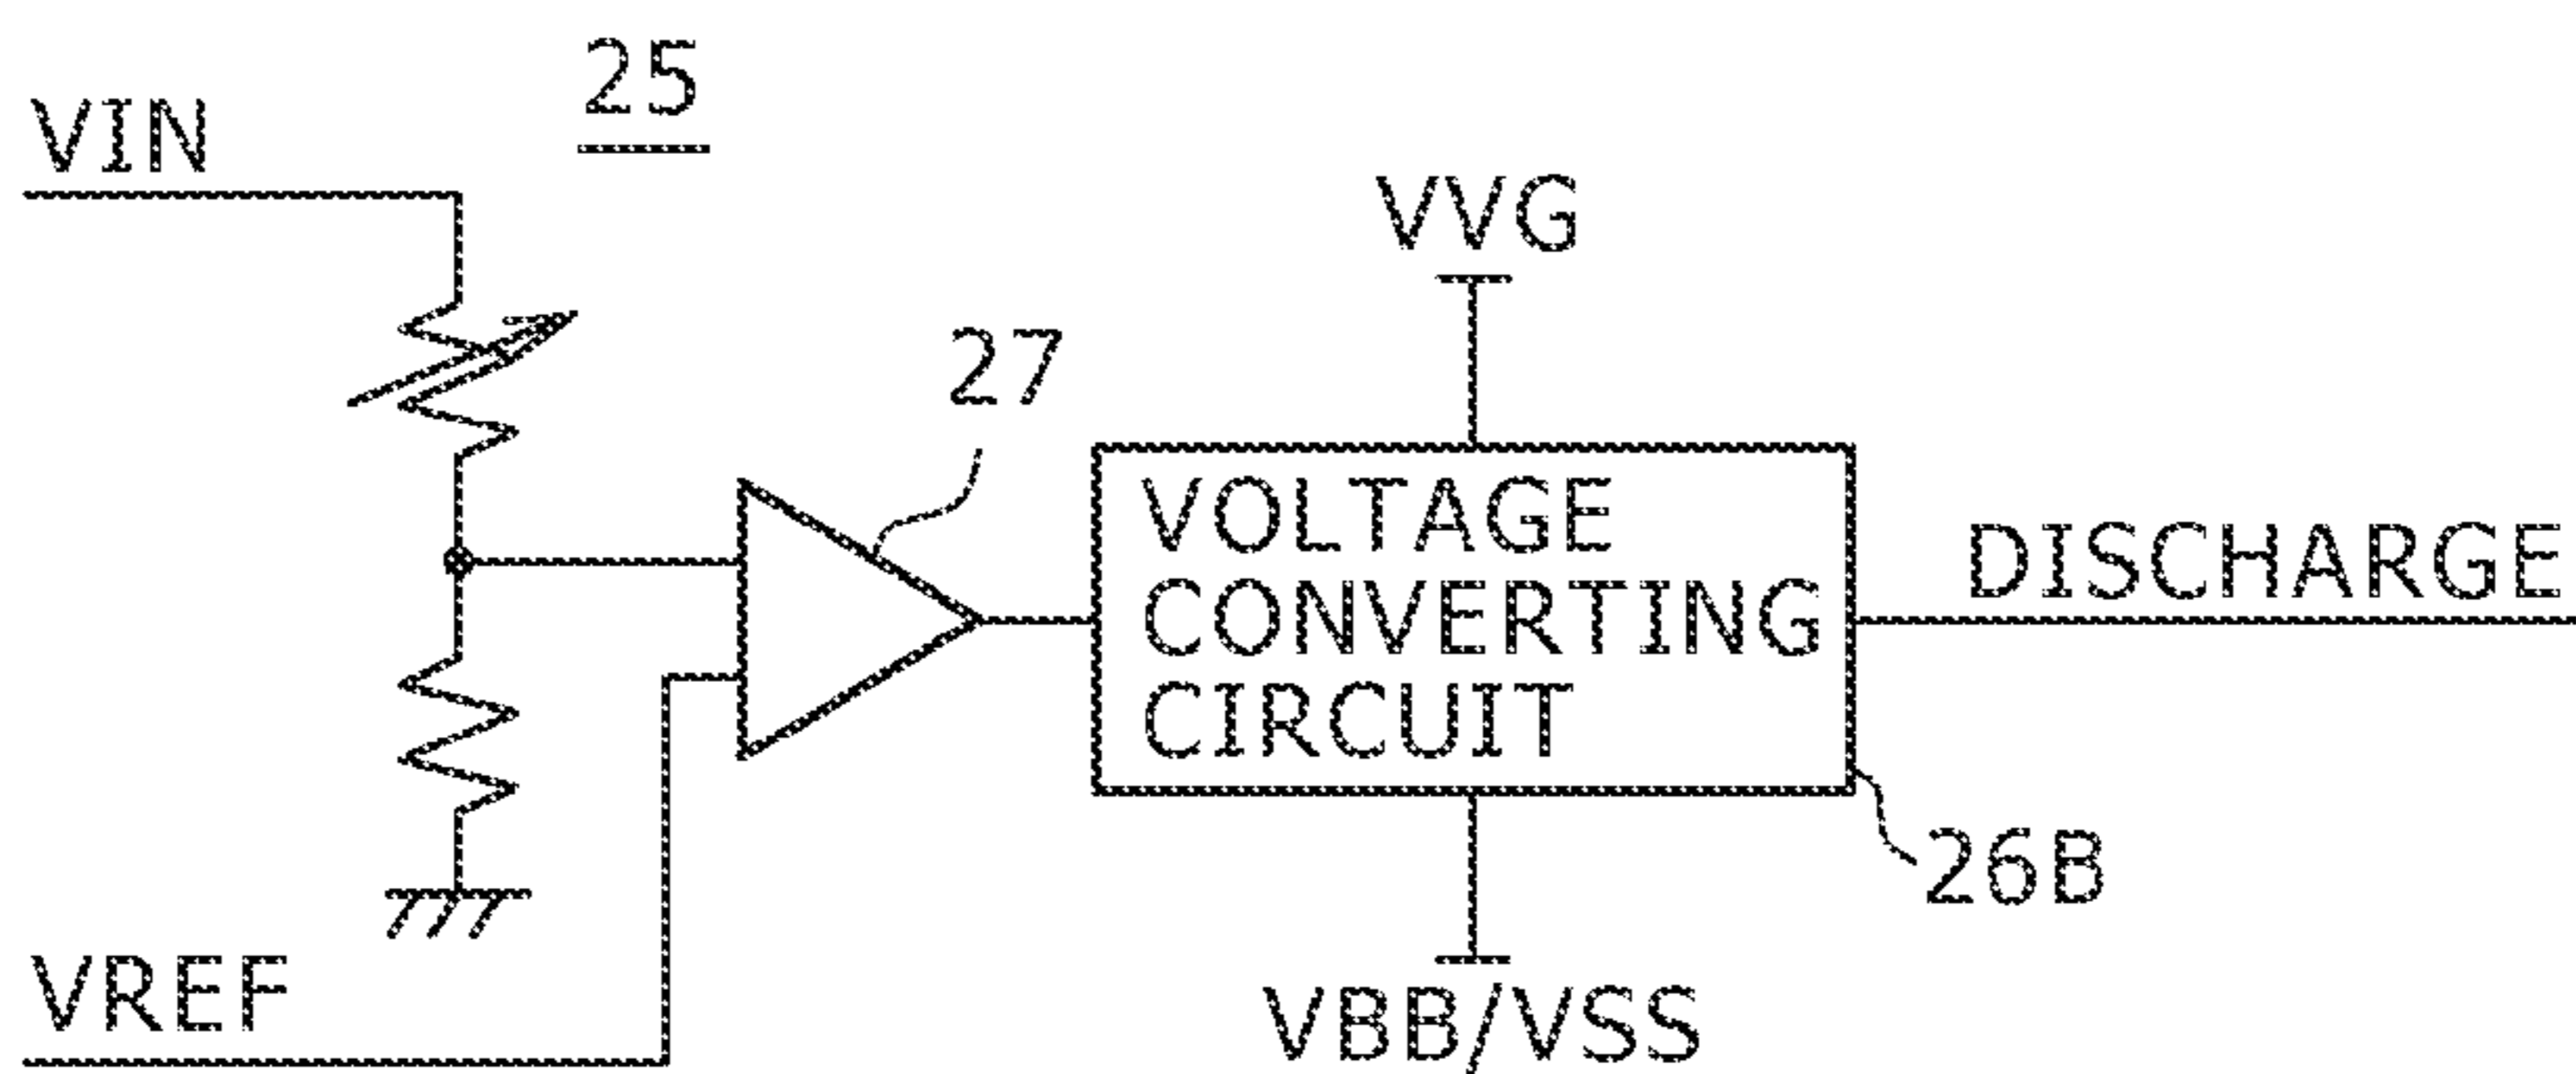 25
VIN
VVG
27
VOLTAGE
CONVERTING
CIRCUIT
DISCHARGE
26B
VREF
VBB/VSS